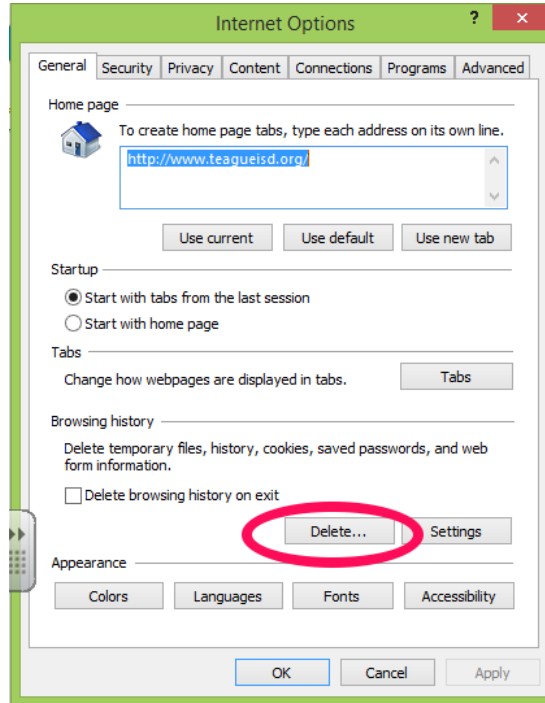 Internet Options
?
×
General Security Privacy Content Connections Programs Advanced
Home page
To create home page tabs, type each address on its own line.
http://www.teagueisd.org/
Use current Use default Use new tab
Startup
Start with tabs from the last session
Start with home page
Tabs
Change how webpages are displayed in tabs.
Tabs
Browsing history
Delete temporary files, history, cookies, saved passwords, and web
form information.
Delete browsing history on exit
Delete... Settings
Appearance
Colors Languages Fonts Accessibility
OK Cancel Apply